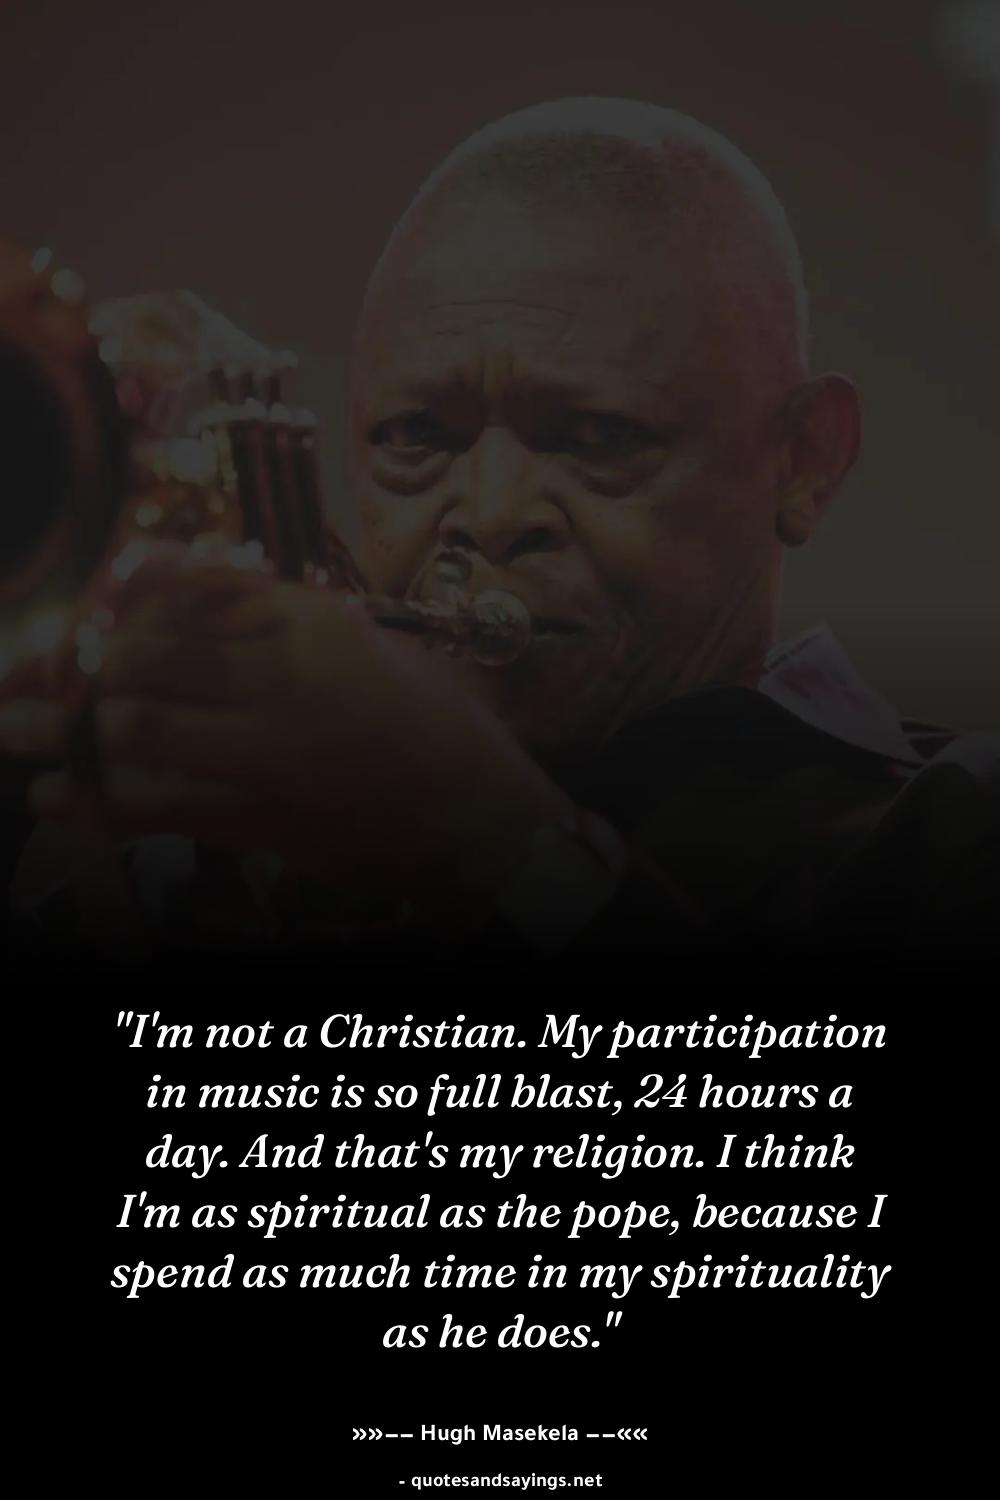 "I'm not a Christian. My participation
in music is so full blast, 24 hours a
day. And that's my religion. I think
I'm as spiritual as the pope, because I
spend as much time in my spirituality
as he does."
»»–– Hugh Masekela ––««
- quotesandsayings.net